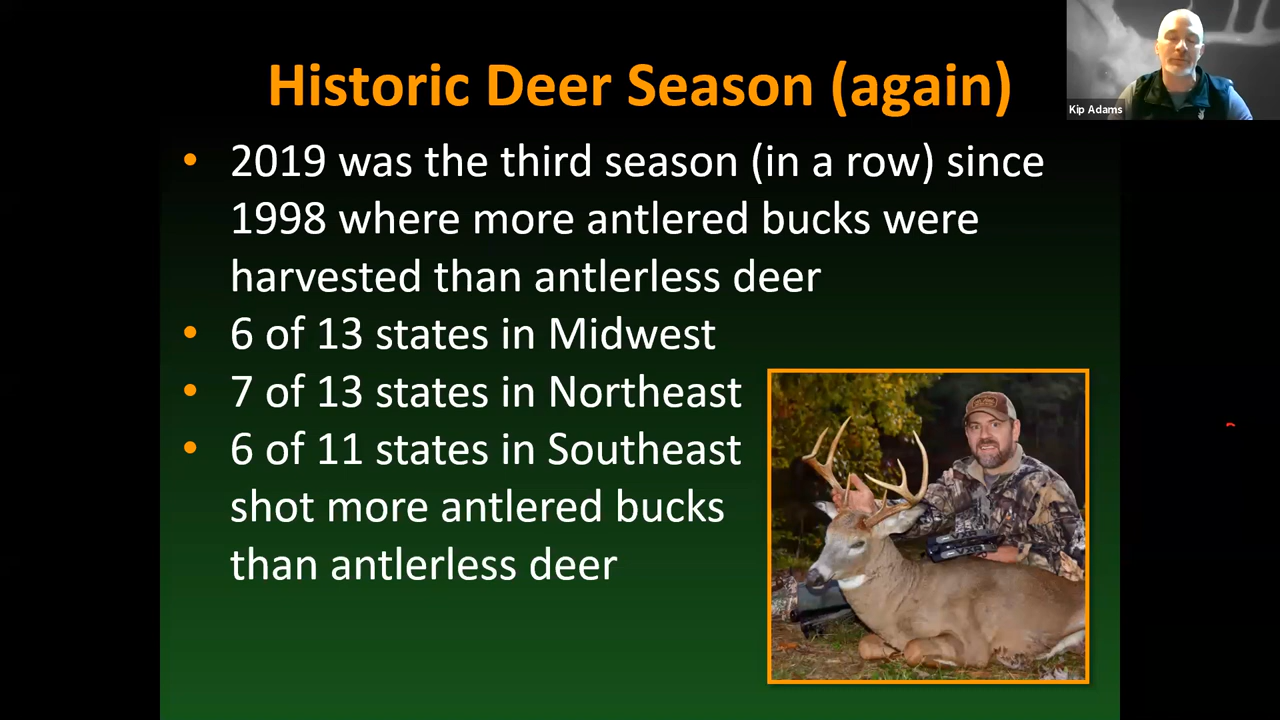 Historic Deer Season (again)
Kip Adams
• 2019 was the third season (in a row) since
1998 where more antlered bucks were
harvested than antlerless deer
• 6 of 13 states in Midwest
• 7 of 13 states in Northeast
• 6 of 11 states in Southeast
shot more antlered bucks
than antlerless deer